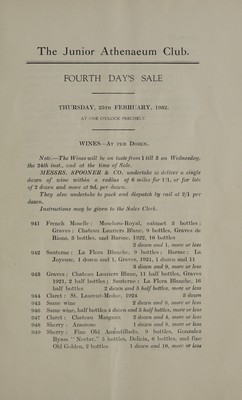 The Junior Athenaeum Club.
FOURTH DAY'S SALE
THURSDAY, 25th FEBRUARY, 1932.
AT ONE O'CLOCK PRECISELY.
WINES—AT PER DOZEN.
Note.—The Wines will be on taste from 1 till 3 on Wednesday,
the 24th inst., and at the time of Sale.
MESSRS. SPOONER & CO. undertake to deliver a single
dozen of wine within a radius of 6 miles for 1/3, or for lots
of 2 dozen and more at 9d. per dozen.
They also undertake to pack and dispatch by rail at 2/1 per
dozen.
Instructions may be given to the Sales Clerk.
941 French Moselle: Moseloro-Royal, cabinet 3 bottles;
Graves: Chateau Lauriers Blanc, 9 bottles, Graves de
3 bottles, and Barsac, 1922, 10 bottles
2 dozen and 1, more or less
942 Sauterne: La Flora Blanche, 9 bottles; Barsac: La
1 dozen and 1, Graves, 1921, 1 dozen and 11
3 dozen and 9, more or less
943 Graves: Chateau Lauriers Blanc, 11 half bottles, Graves
1921, 2 half bottles; Sauterne: La Flora Blanche, 16
half bottles 2 dozen and 5 half bottles, more or less
944 Claret: St. Laurent-Medoc, 1924 3 dozen
945 Same wine 2 dozen and 9, more or less
946 Same wine, half bottles 2 dozen and 5 half bottles, more or less
947 Claret: Chateau Margaux 2 dozen and 4, more or less
948 Sherry: Amoroso 1 dozen and 9, more or less
949 Sherry: Fine Old Amontillado, 9 bottles, Gonzalez
Byass "Nectar," 5 bottles, Delicia, 6 bottles, and fine
Old Golden, 2 bottles 1 dozen and 10, more or less